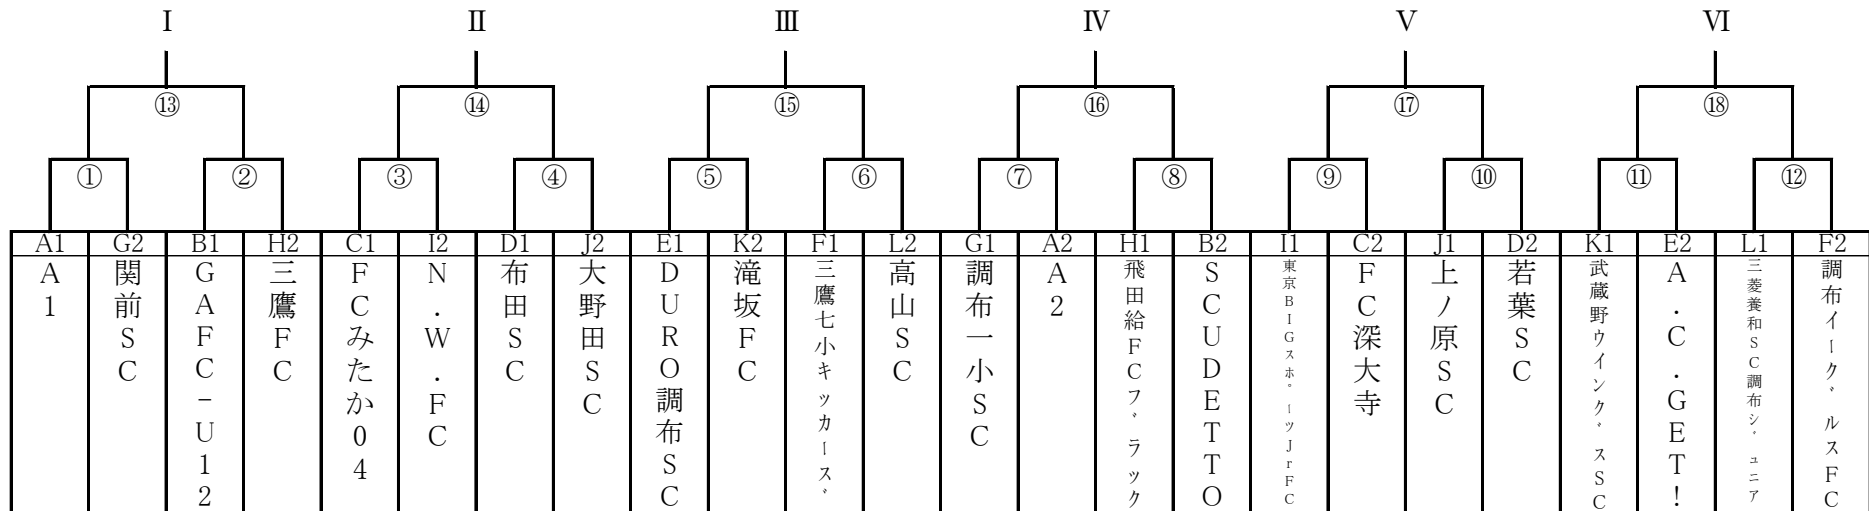 Ⅰ Ⅱ Ⅲ Ⅳ Ⅴ Ⅵ
⑬ ⑭ ⑮ ⑯ ⑰ ⑱
① ② ③ ④ ⑤ ⑥ ⑦ ⑧ ⑨ ⑩ ⑪ ⑫
A1 G2 B1 H2 C1 I2 D1 J2 E1 K2 F1 L2 G1 A2 H1 B2 I1 C2 J1 D2 K1 E2 L1 F2
A1
関前SC
GAFC-U12
三鷹FC
FCみたか04
N.W.FC
布田SC
大野田SC
DURO調布SC
滝坂FC
三鷹七小キッカーズ
高山SC
調布一小SC
A2
飛田給FCブラック
SCUDETTO
東京BIGスポーツJrFC
FC深大寺
上ノ原SC
若葉SC
武蔵野ウイングスSC
A.C.GET!
三菱養和SC調布ジュニア
調布イーグルスFC